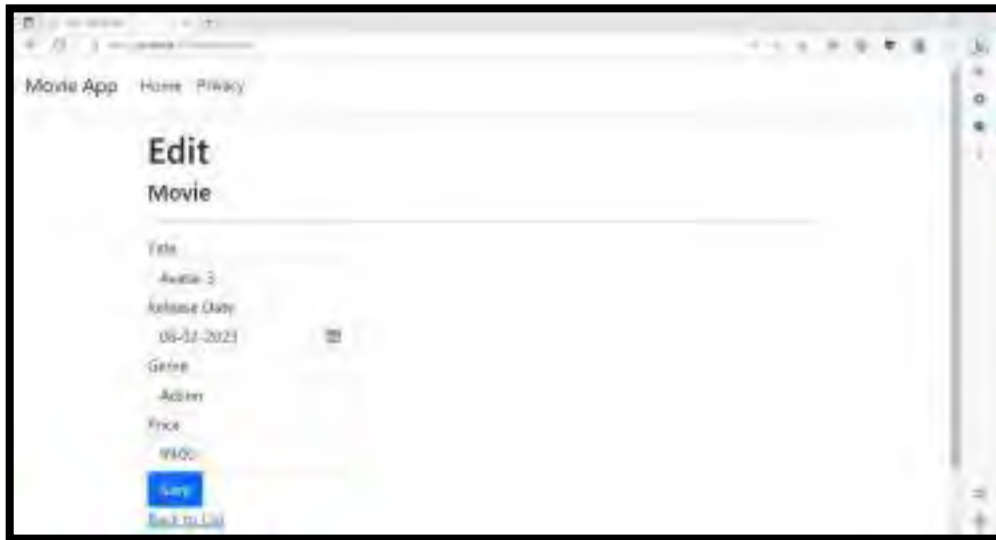 Movie App Home Privacy
Edit
Movie
Title
Avatar 3
Release Date
Genre
Action
Price
Save
Back to List